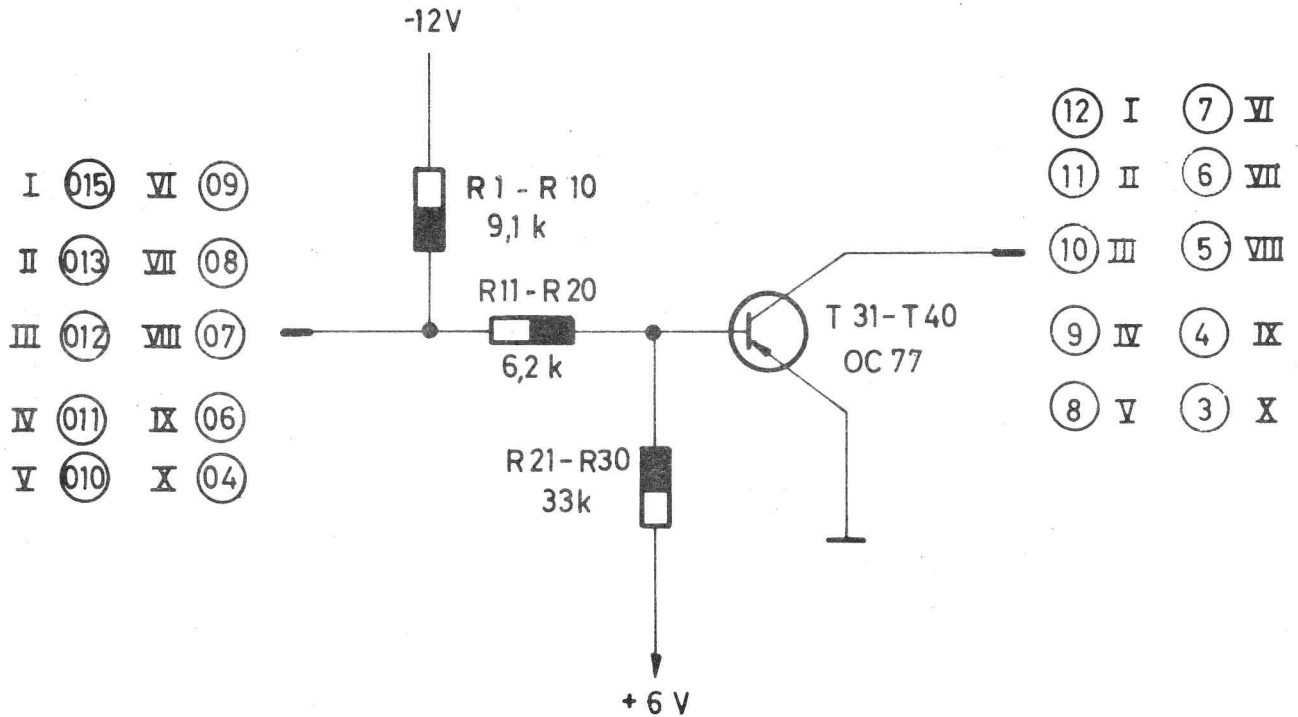 -12V
I 015 VI 09
II 013 VII 08
III 012 VIII 07
IV 011 IX 06
V 010 X 04
R 1 - R 10
9,1 k
R11 - R 20
6,2 k
R 21 - R30
33k
+ 6 V
T 31 - T 40
OC 77
12 I 7 VI
11 II 6 VII
10 III 5 VIII
9 IV 4 IX
8 V 3 X